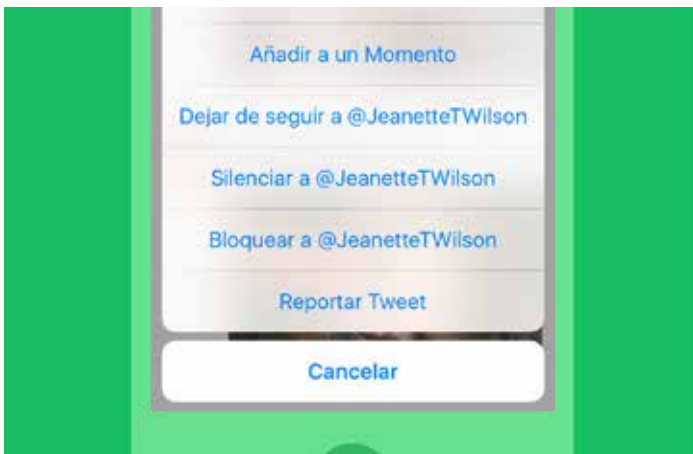 Añadir a un Momento
Dejar de seguir a @JeanetteTWilson
Silenciar a @JeanetteTWilson
Bloquear a @JeanetteTWilson
Reportar Tweet
Cancelar